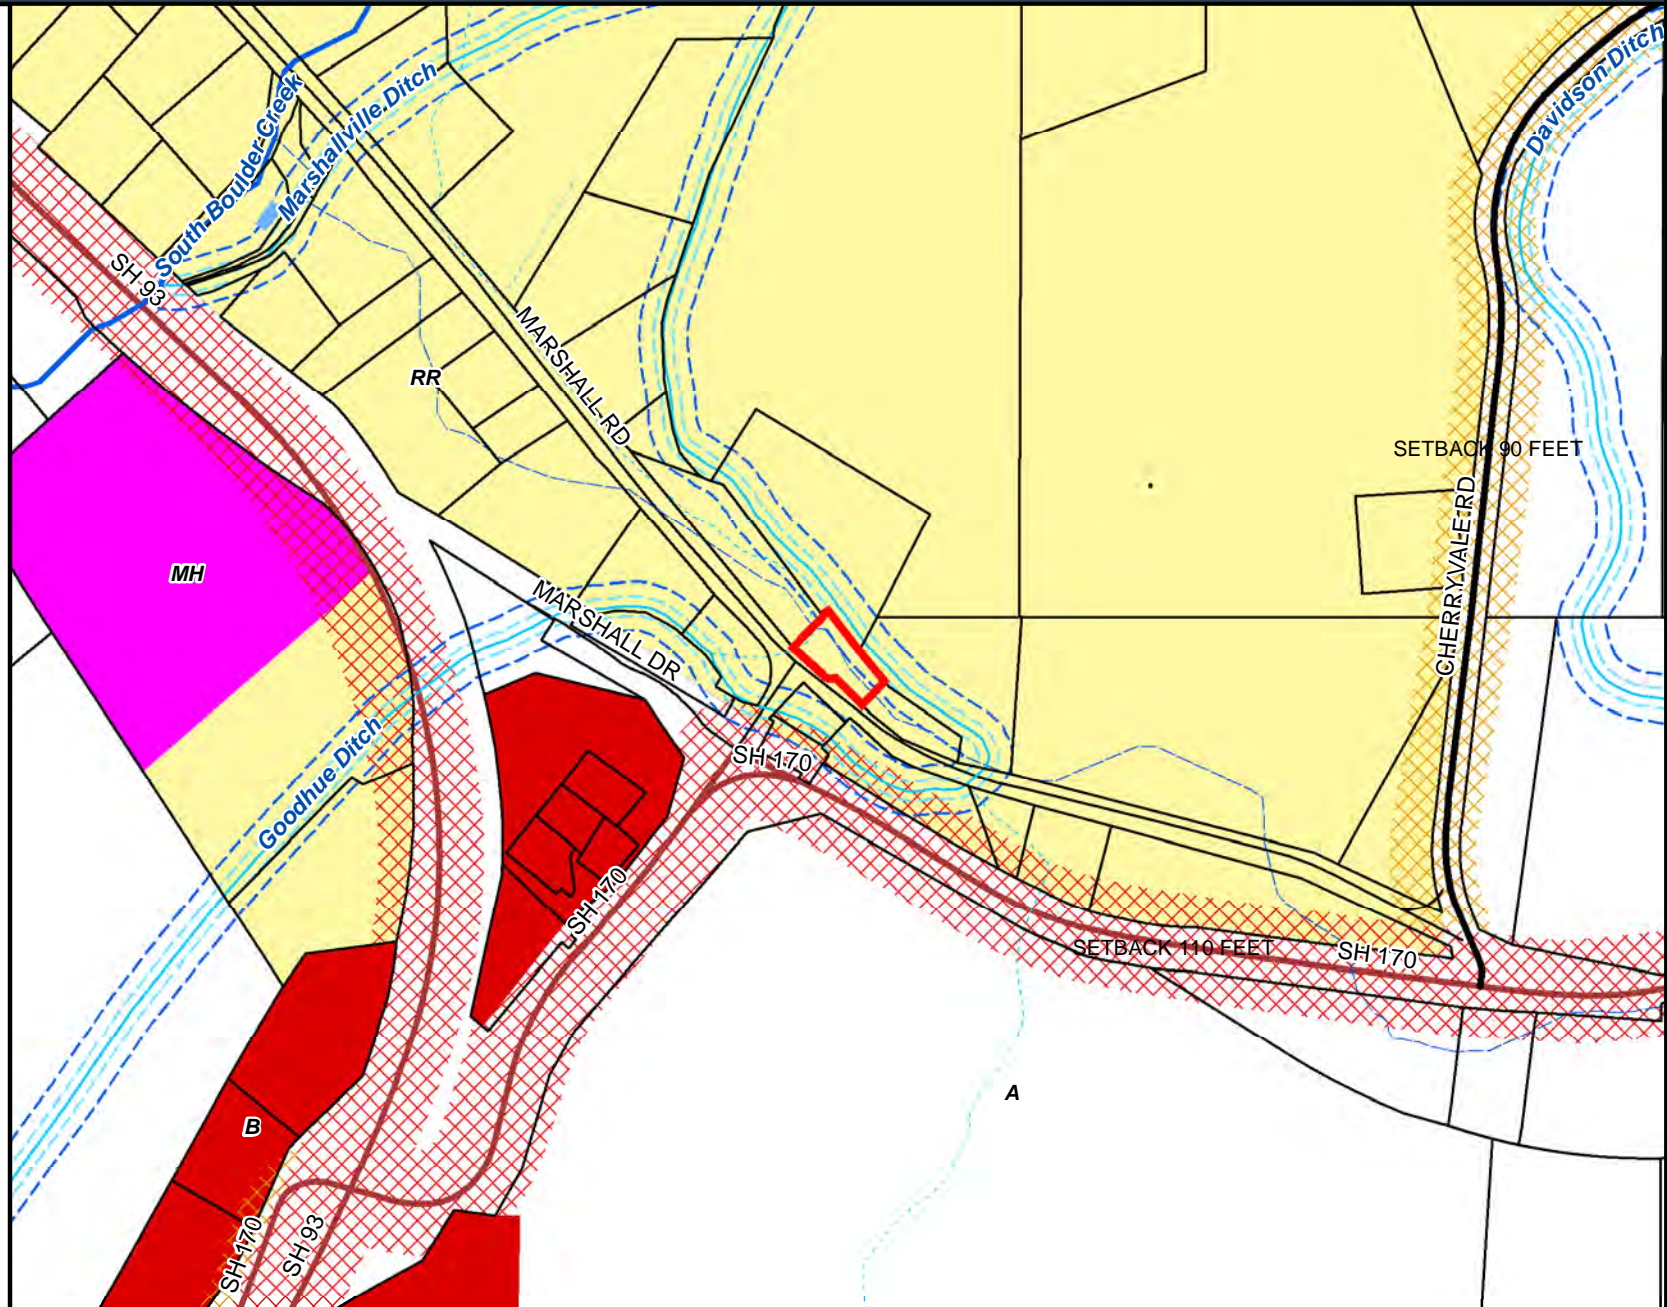 Davidson Ditch
Marshallville Ditch
South Boulder Creek
SH 93
MARSHALL RD
RR
SETBACK 90 FEET
CHERRYVALE RD
MH
MARSHALL DR
SH 170
Goodhue Ditch
SH 170
SETBACK 110 FEET
SH 170
A
B
SH 170
SH 93